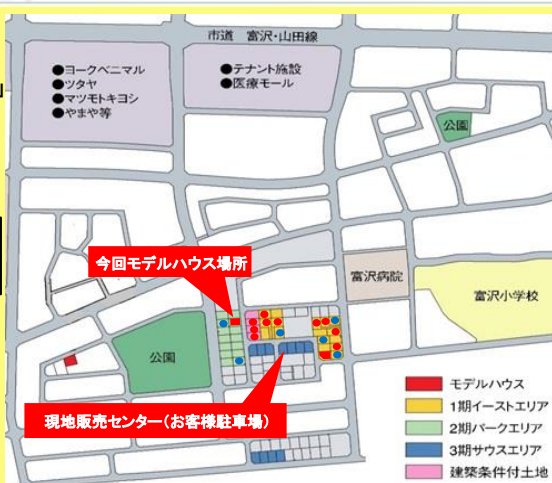 市道 富沢・山田線
●ヨークベニマル
●ツタヤ
●マツモトキヨシ
●やまや等
●テナント施設
●医療モール
公園
今回モデルハウス場所
富沢病院
富沢小学校
公園
現地販売センター(お客様駐車場)
モデルハウス
1期イーストエリア
2期パークエリア
3期サウスエリア
建築条件付土地